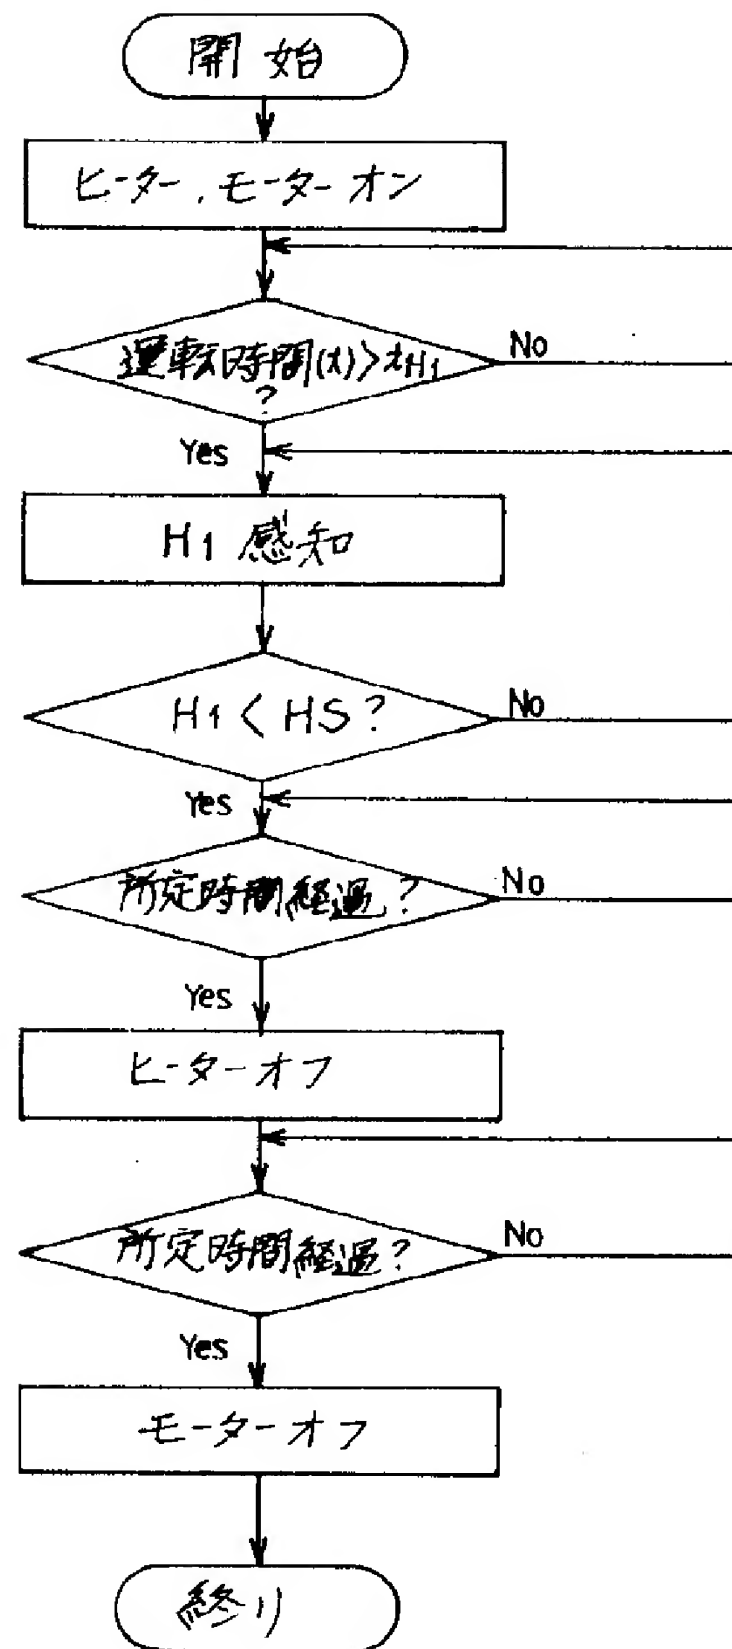 開始
ヒーター、モーターオン
運転時間(t)>tH1
?
No
Yes
H1 感知
H1<HS?
No
Yes
所定時間経過?
No
Yes
ヒーターオフ
所定時間経過?
No
Yes
モーターオフ
終り